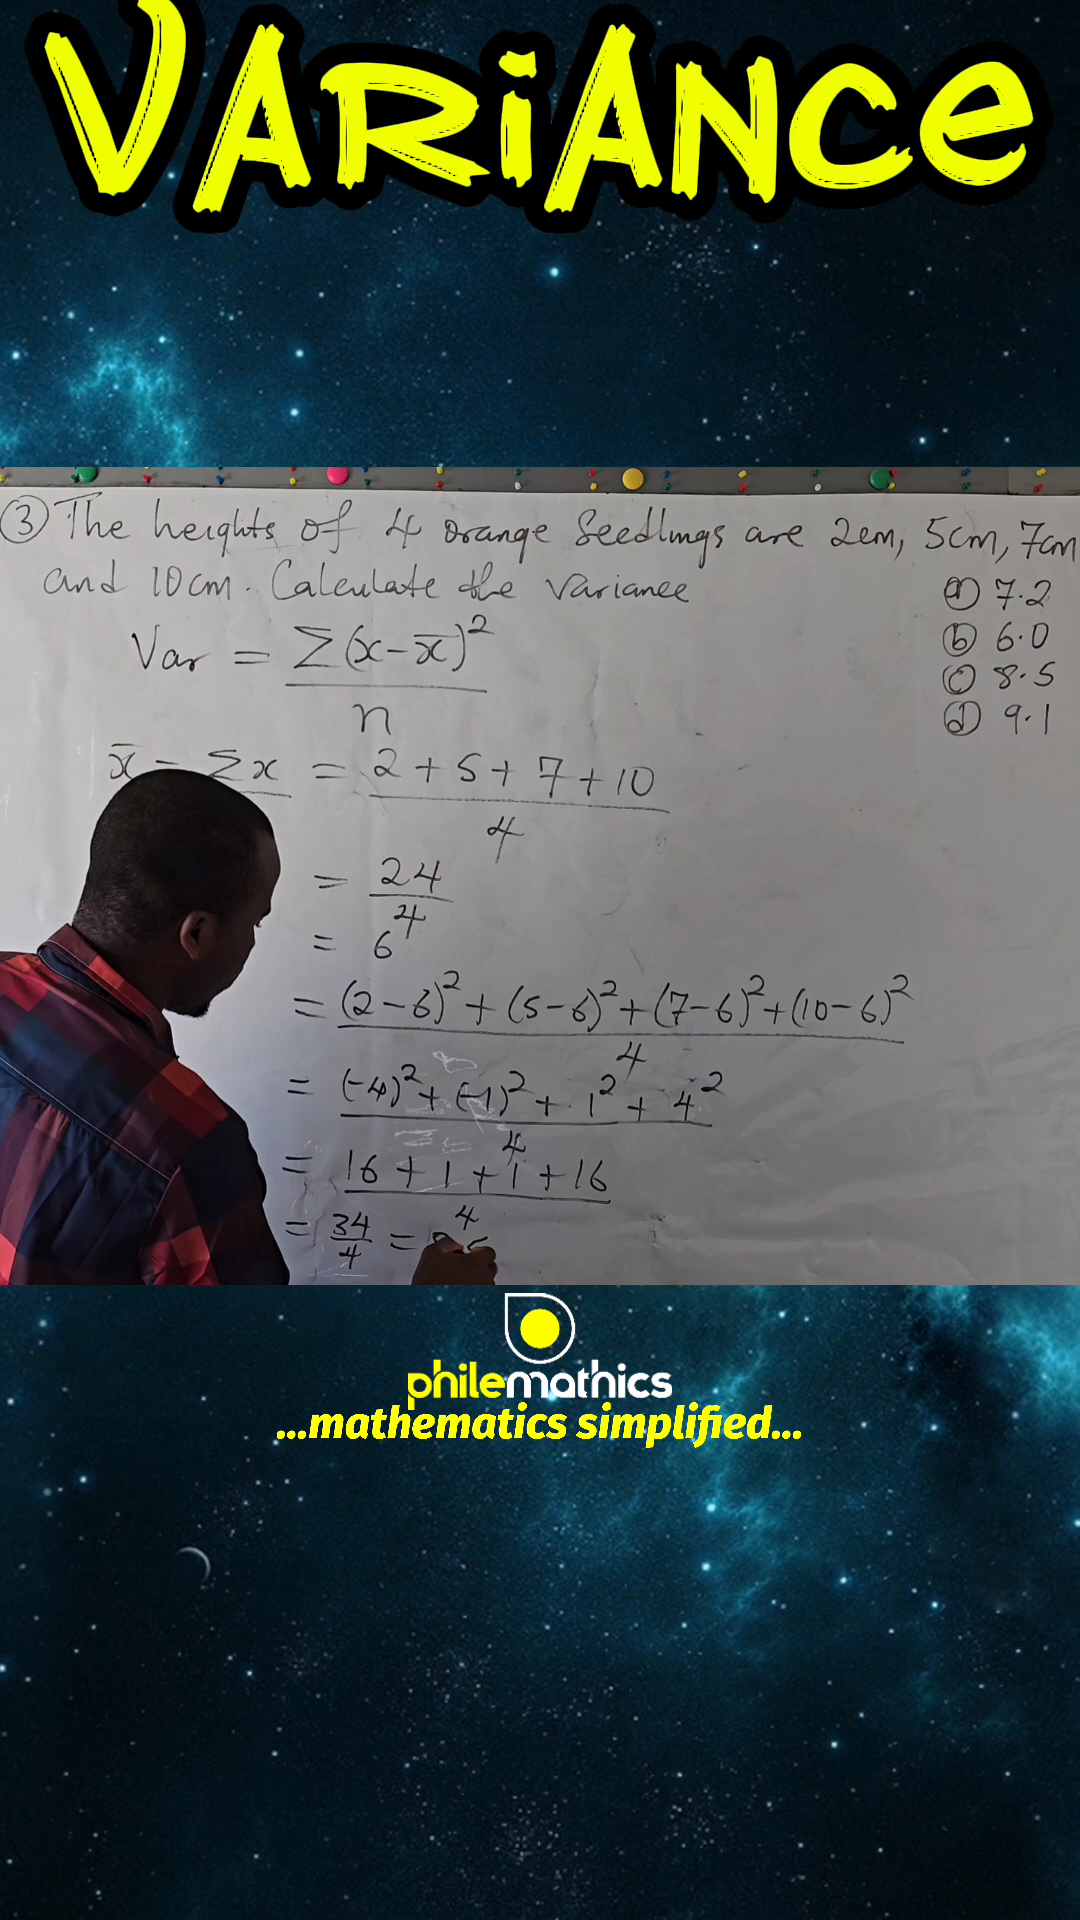 VARiANCe
③ The heights of 4 orange Seedlings are 2cm, 5cm, 7cm
and 10cm. Calculate the Variance
ⓐ 7.2
ⓑ 6.0
ⓒ 8.5
ⓓ 9.1
Var = Σ(x-x̄)²
n
x̄ = Σx = 2+5+7+10
4
= 24
4
= 6
= (2-6)²+(5-6)²+(7-6)²+(10-6)²
4
= (-4)²+(-1)²+1²+4²
4
= 16+1+1+16
4
= 34/4 =
philemathics
...mathematics simplified...